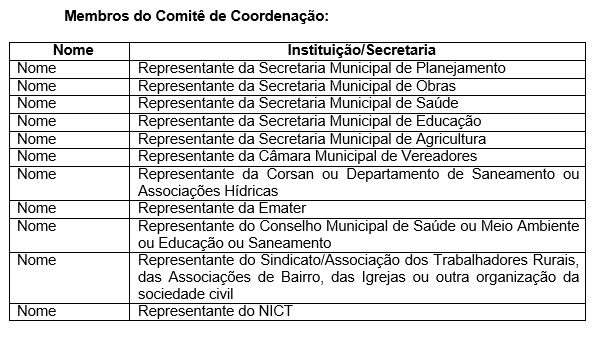 Membros do Comitê de Coordenação:
Nome Instituição/Secretaria
Nome Representante da Secretaria Municipal de Planejamento
Nome Representante da Secretaria Municipal de Obras
Nome Representante da Secretaria Municipal de Saúde
Nome Representante da Secretaria Municipal de Educação
Nome Representante da Secretaria Municipal de Agricultura
Nome Representante da Câmara Municipal de Vereadores
Nome Representante da Corsan ou Departamento de Saneamento ou
Associações Hídricas
Nome Representante da Emater
Nome Representante do Conselho Municipal de Saúde ou Meio Ambiente
ou Educação ou Saneamento
Nome Representante do Sindicato/Associação dos Trabalhadores Rurais,
das Associações de Bairro, das Igrejas ou outra organização da
sociedade civil
Nome Representante do NICT